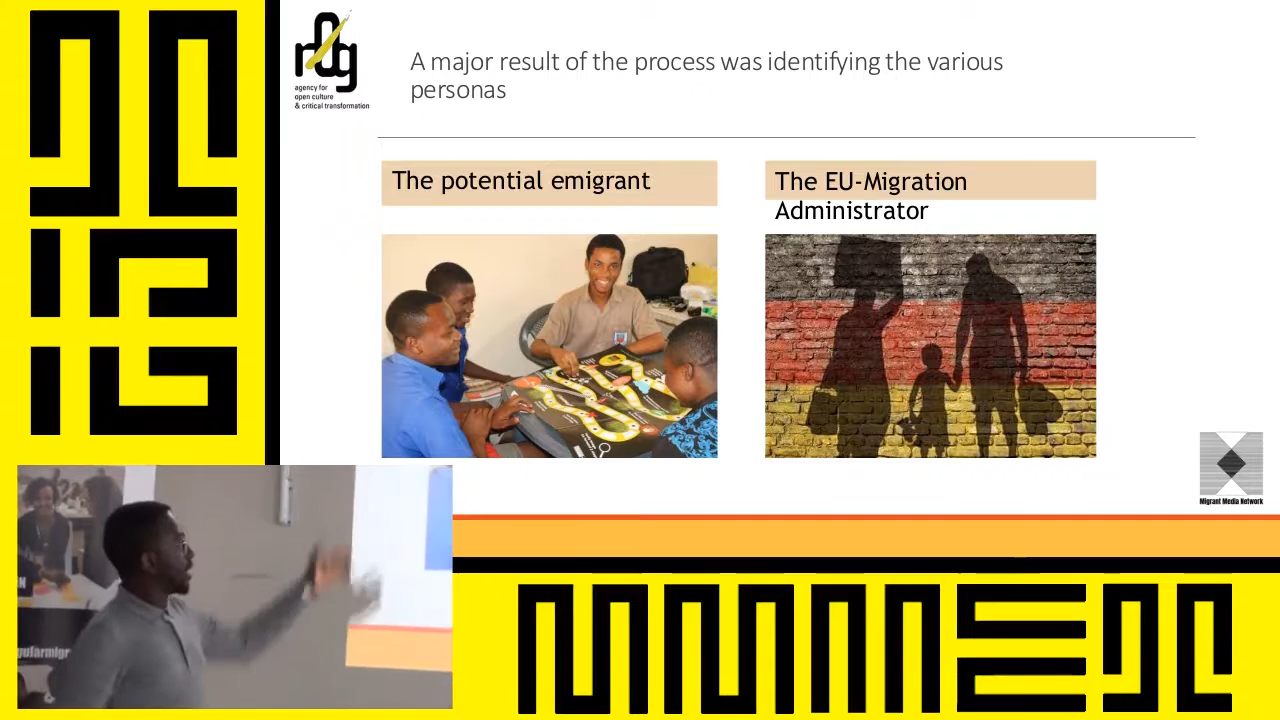 r0g
agency for
open culture
& critical transformation
A major result of the process was identifying the various
personas
The potential emigrant
The EU-Migration
Administrator
Migrant Media Network